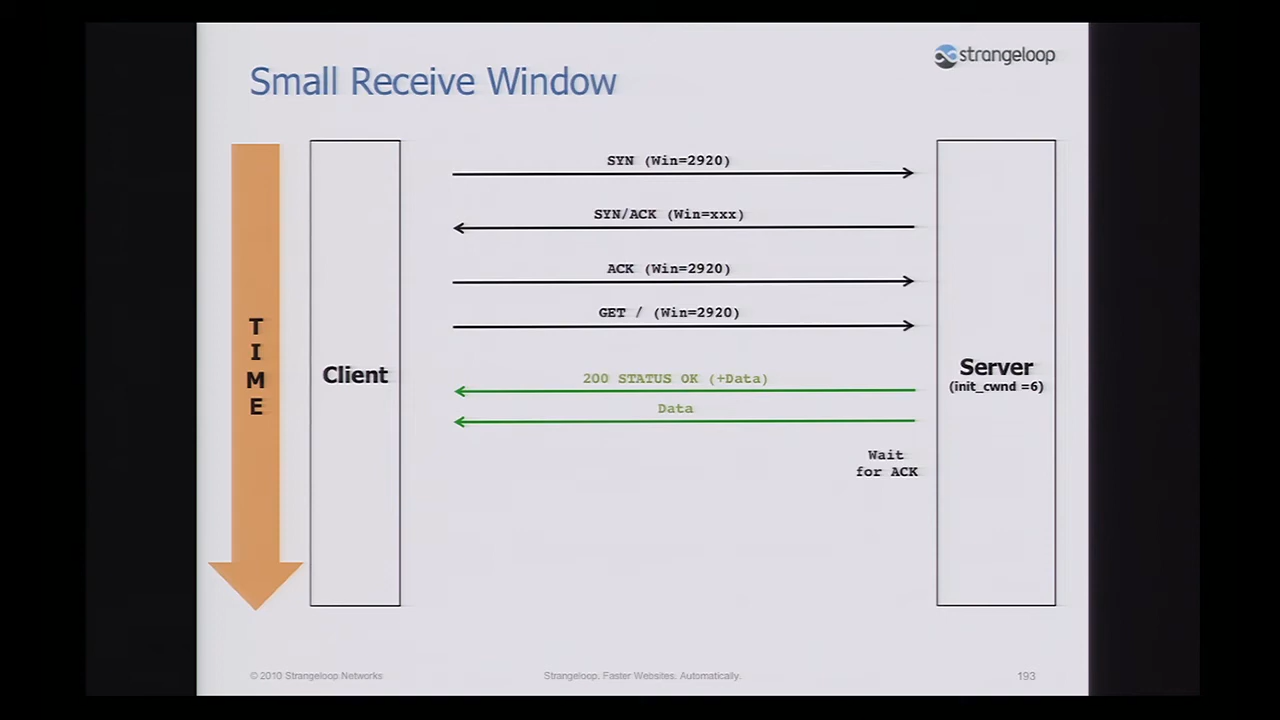 strangeloop
Small Receive Window
SYN (Win=2920)
SYN/ACK (Win=xxx)
ACK (Win=2920)
GET / (Win=2920)
T
I
M
E
Client
Server
(init_cwnd =6)
200 STATUS OK (+Data)
Data
Wait
for ACK
© 2010 Strangeloop Networks
Strangeloop, Faster Websites. Automatically.
193